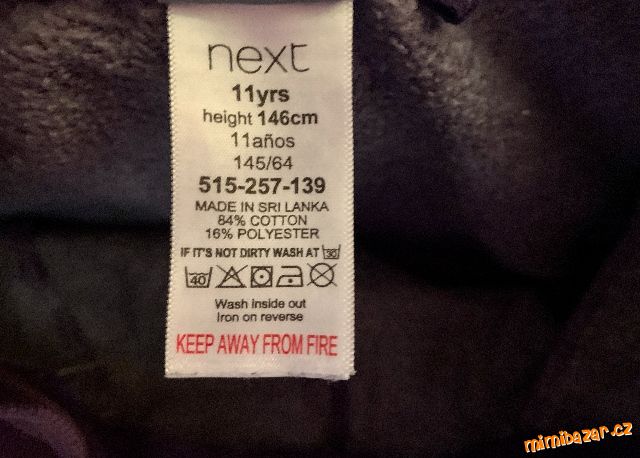 next
11yrs
height 146cm
11años
145/64
515-257-139
MADE IN SRI LANKA
84% COTTON
16% POLYESTER
IF IT'S NOT DIRTY WASH AT 30
40
Wash inside out
Iron on reverse
KEEP AWAY FROM FIRE
mimibazar.cz